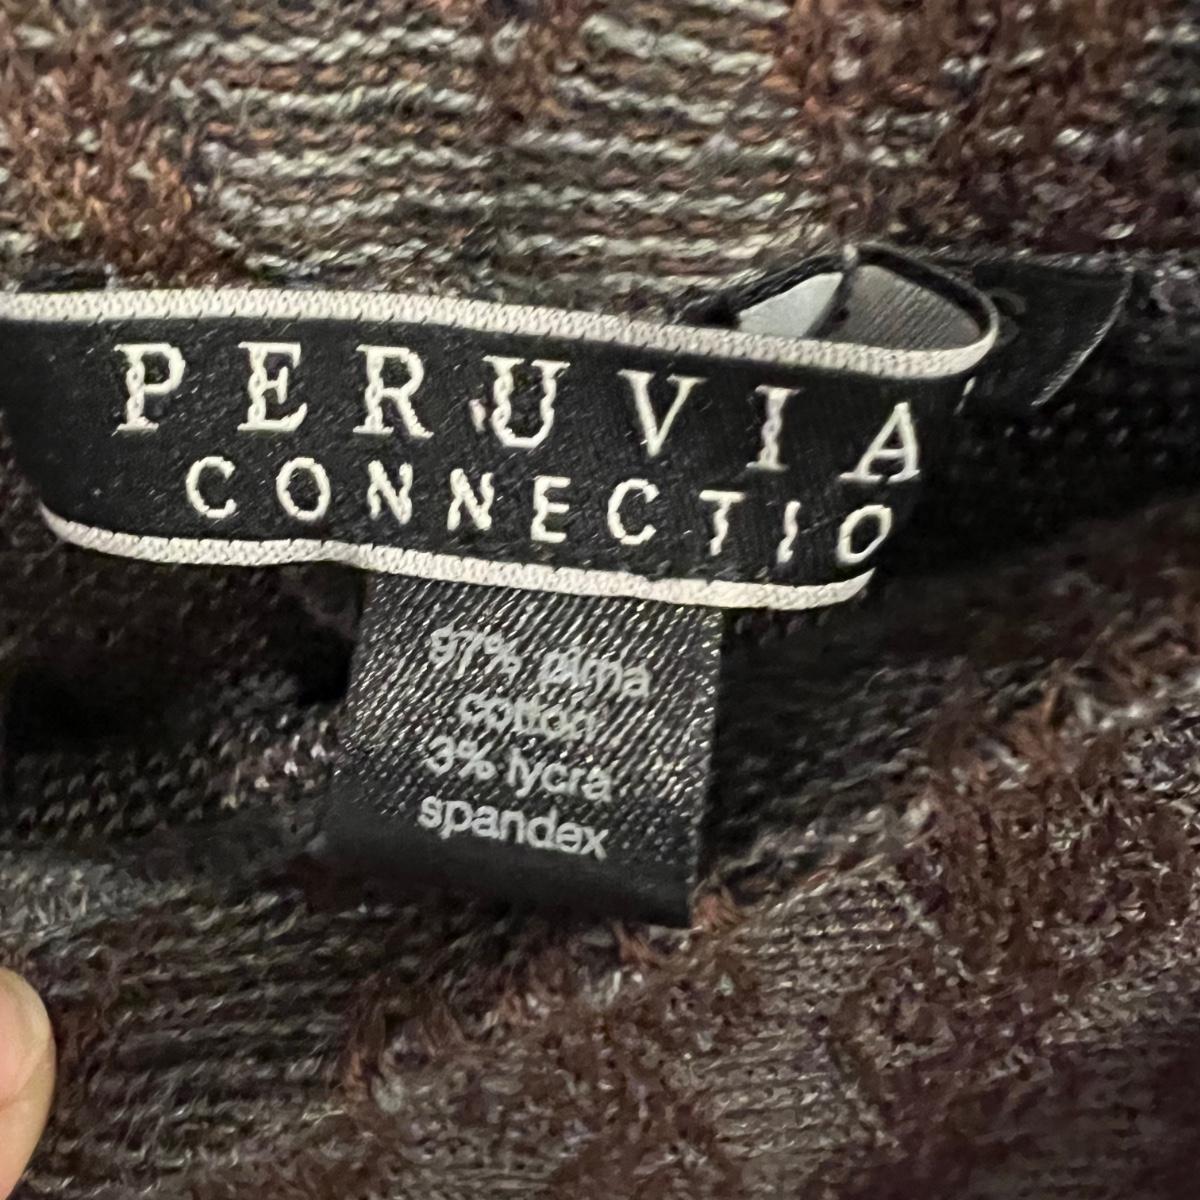 PERUVIA
CONNECTIO
97% pima
cotton
3% lycra
spandex